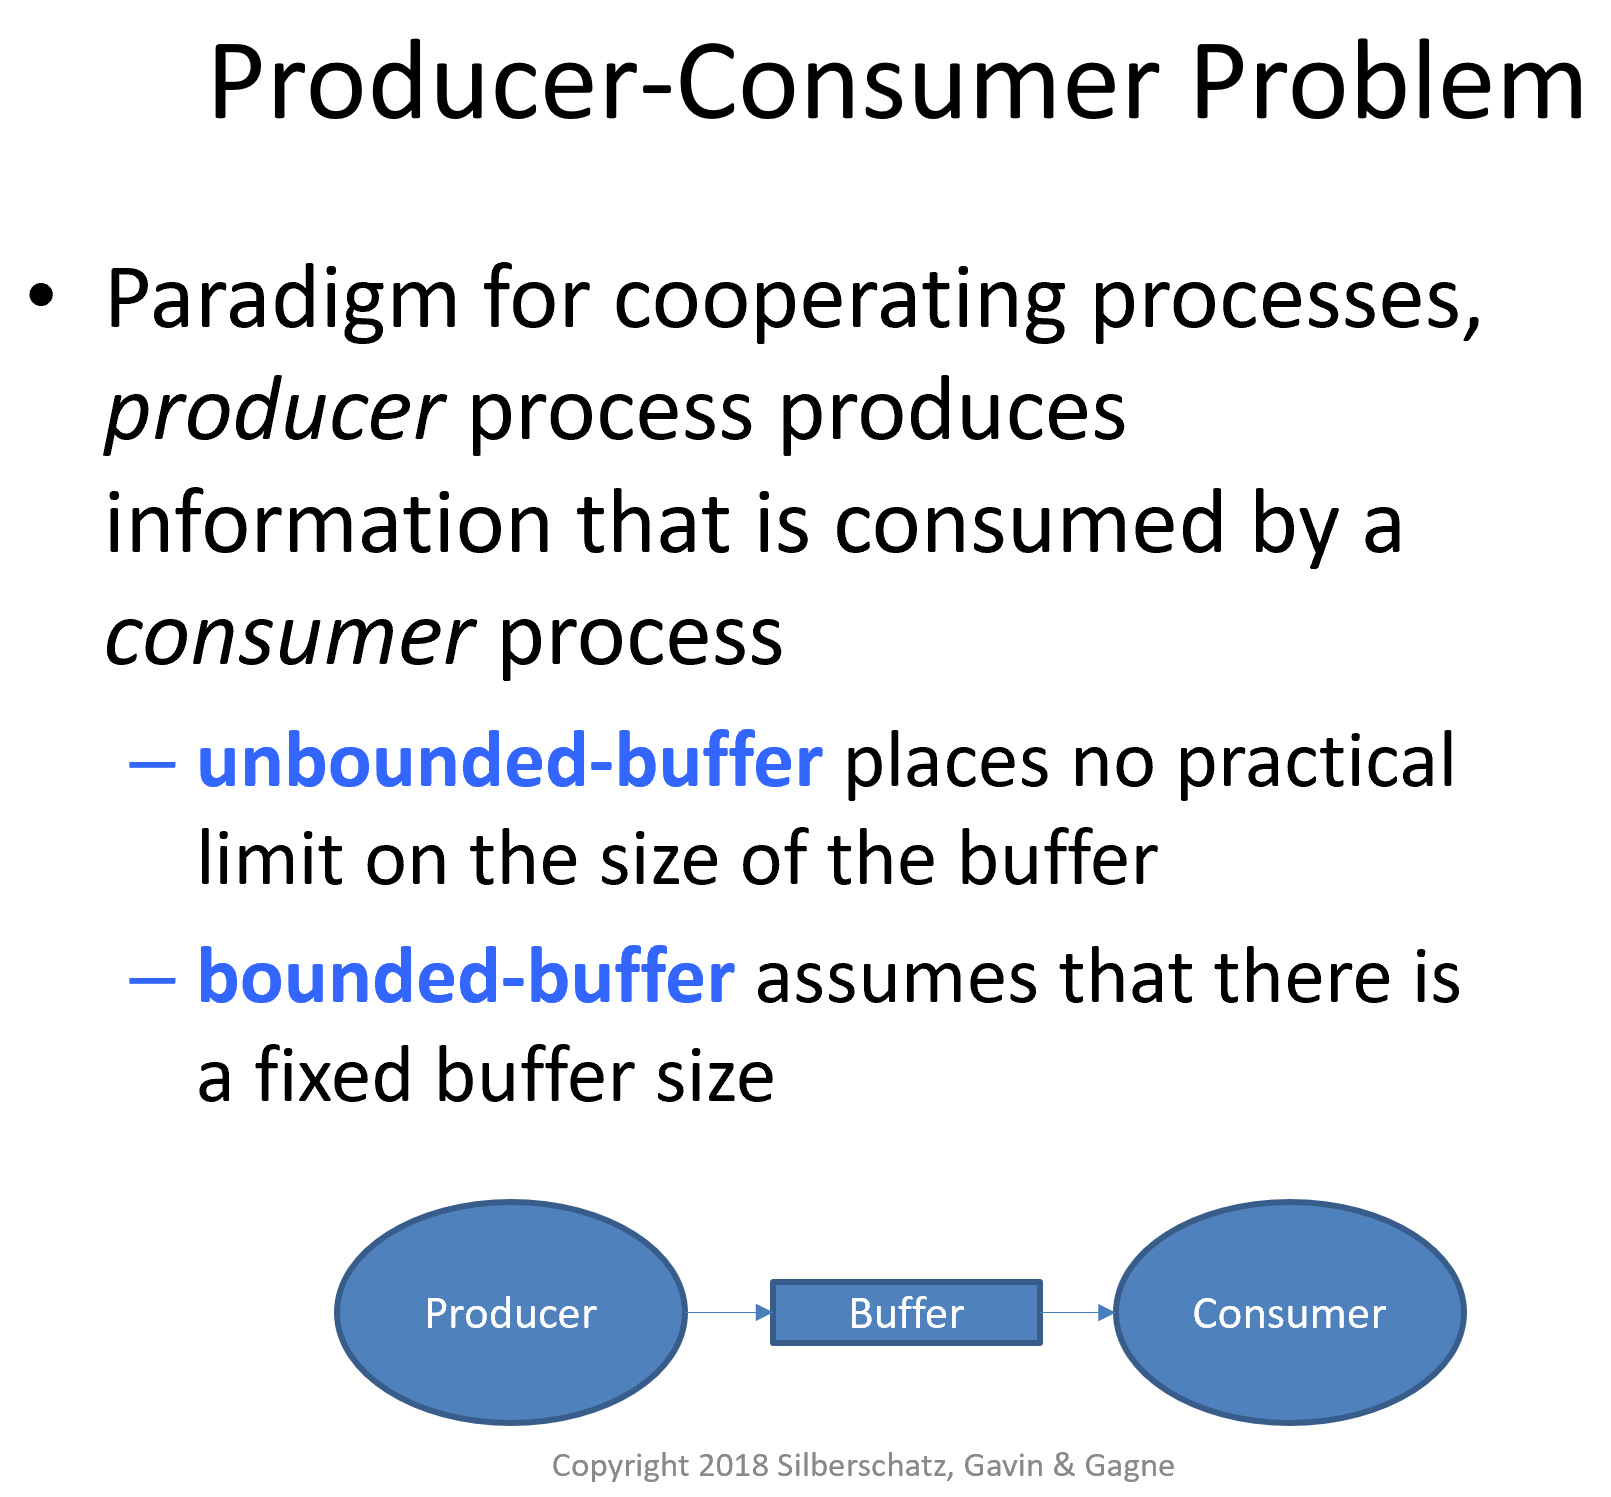 Producer-Consumer Problem
• Paradigm for cooperating processes,
producer process produces
information that is consumed by a
consumer process
– unbounded-buffer places no practical
limit on the size of the buffer
– bounded-buffer assumes that there is
a fixed buffer size
Producer
Buffer
Consumer
Copyright 2018 Silberschatz, Gavin & Gagne